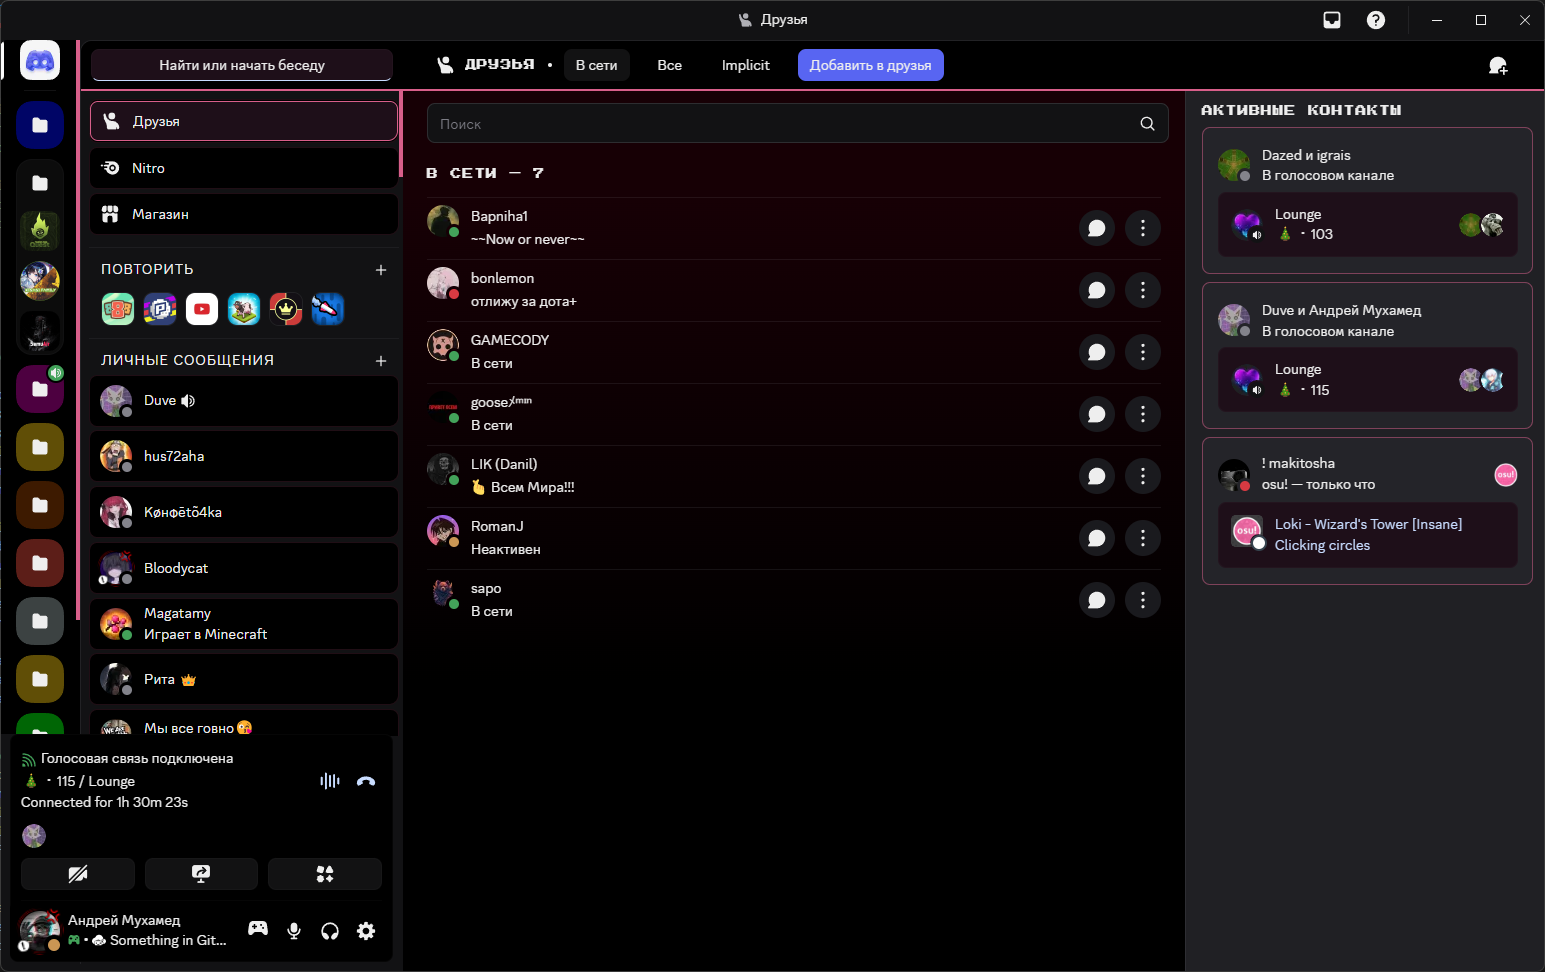 Друзья
Найти или начать беседу
ДРУЗЬЯ
В сети
Все
Implicit
Добавить в друзья
Друзья
Nitro
Магазин
ПОВТОРИТЬ
ЛИЧНЫЕ СООБЩЕНИЯ
Duve
hus72aha
Køнфētõ4ka
Bloodycat
Magatamy
Играет в Minecraft
Рита 👑
Мы все говно😜
Голосовая связь подключена
🎄 • 115 / Lounge
Connected for 1h 30m 23s
Андрей Мухамед
Something in Git...
Поиск
В СЕТИ — 7
Bapniha1
~~Now or never~~
bonlemon
отлижу за дота+
GAMECODY
В сети
goose
В сети
LIK (Danil)
🫰 Всем Мира!!!
RomanJ
Неактивен
sapo
В сети
АКТИВНЫЕ КОНТАКТЫ
Dazed и igrais
В голосовом канале
Lounge
🎄 • 103
Duve и Андрей Мухамед
В голосовом канале
Lounge
🎄 • 115
! makitosha
osu! — только что
osu!
osu!
Loki - Wizard's Tower [Insane]
Clicking circles